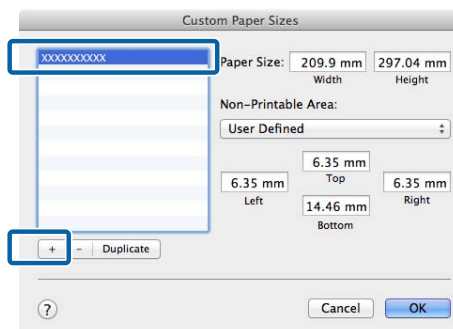 Custom Paper Sizes
XXXXXXXXXX
Paper Size: 209.9 mm 297.04 mm
Width Height
Non-Printable Area:
User Defined
6.35 mm
Top
6.35 mm 6.35 mm
Left Right
14.46 mm
Bottom
+ - Duplicate
? Cancel OK